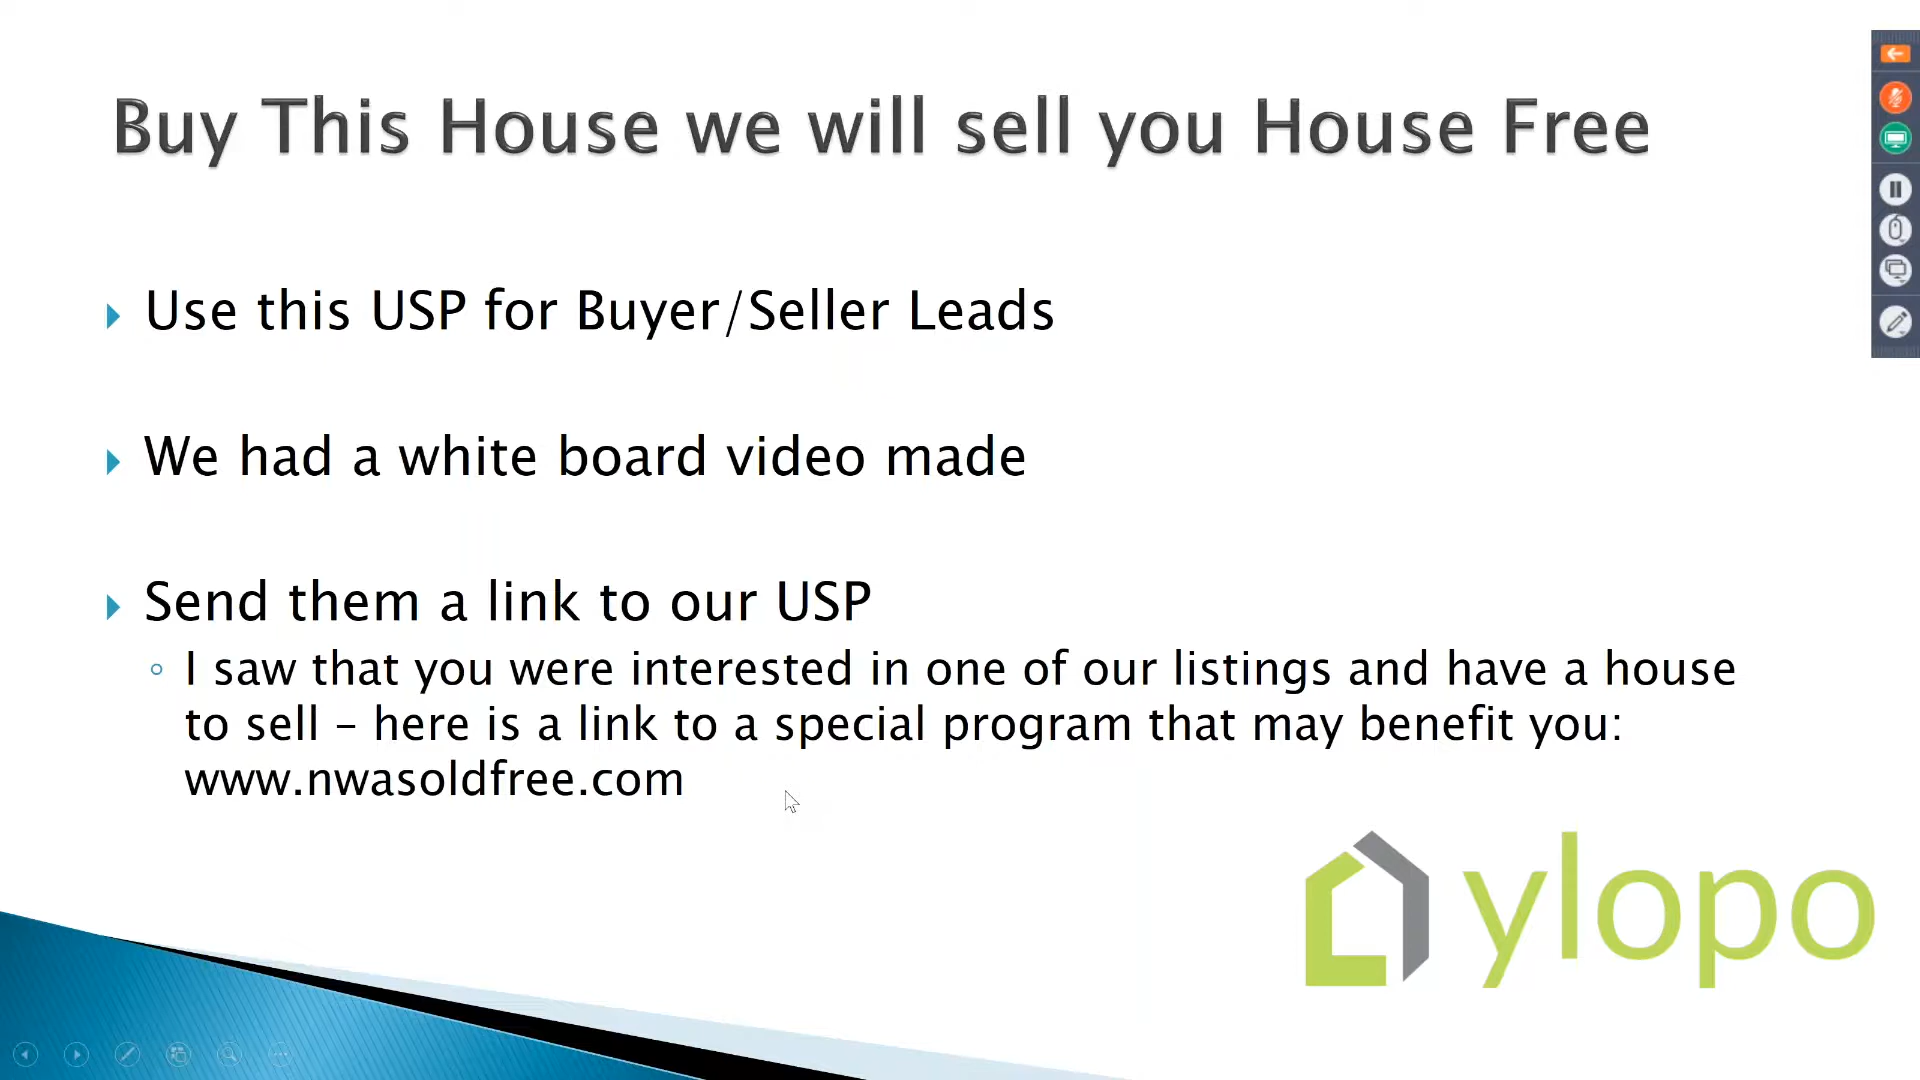 Buy This House we will sell you House Free
Use this USP for Buyer/Seller Leads
We had a white board video made
Send them a link to our USP
I saw that you were interested in one of our listings and have a house
to sell – here is a link to a special program that may benefit you:
www.nwasoldfree.com
ylopo